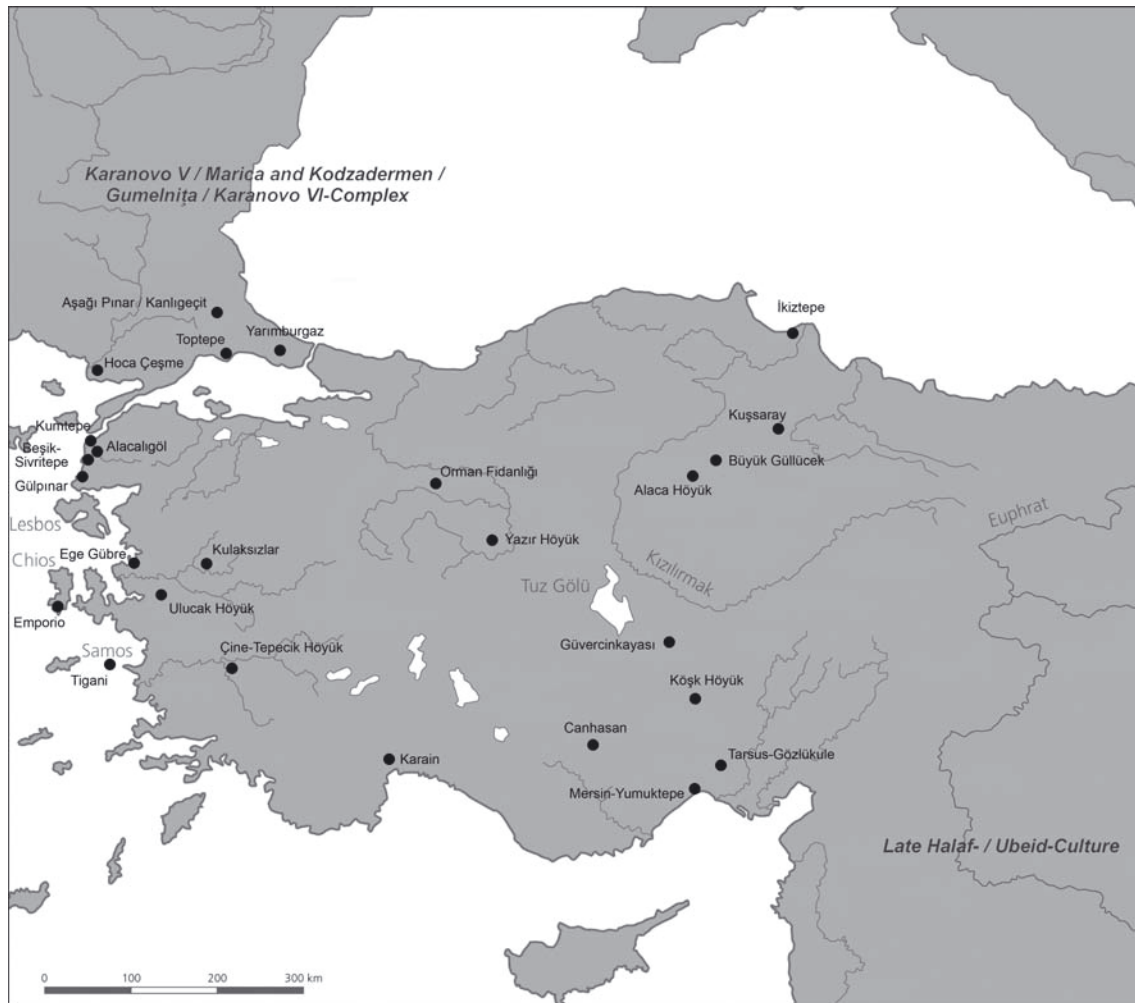 Karanovo V / Marica and Kodzadermen /
Gumelniţa / Karanovo VI-Complex
Aşağı Pınar / Kanlıgeçit
İkiztepe
Toptepe
Yarımburgaz
Hoca Çeşme
Kumtepe
Alacalıgöl
Beşik-
Sivritepe
Gülpınar
Kuşsaray
Büyük Güllücek
Alaca Höyük
Orman Fidanlığı
Yazır Höyük
Lesbos
Euphrat
Chios
Ege Gübre
Kulaksızlar
Kızılırmak
Tuz Gölü
Ulucak Höyük
Emporio
Samos
Tigani
Çine-Tepecik Höyük
Güvercinkayası
Köşk Höyük
Canhasan
Karain
Tarsus-Gözlükule
Mersin-Yumuktepe
Late Halaf- / Ubeid-Culture
0 100 200 300 km